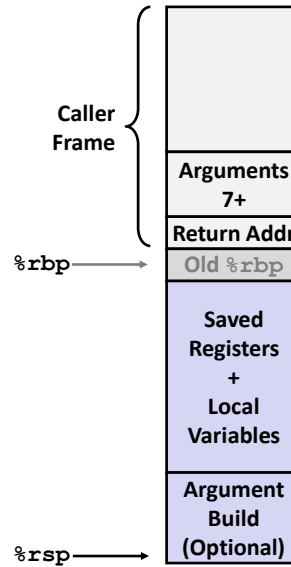 Caller
Frame
Arguments
7+
Return Addr
%rbp
Old %rbp
Saved
Registers
+
Local
Variables
Argument
Build
(Optional)
%rsp